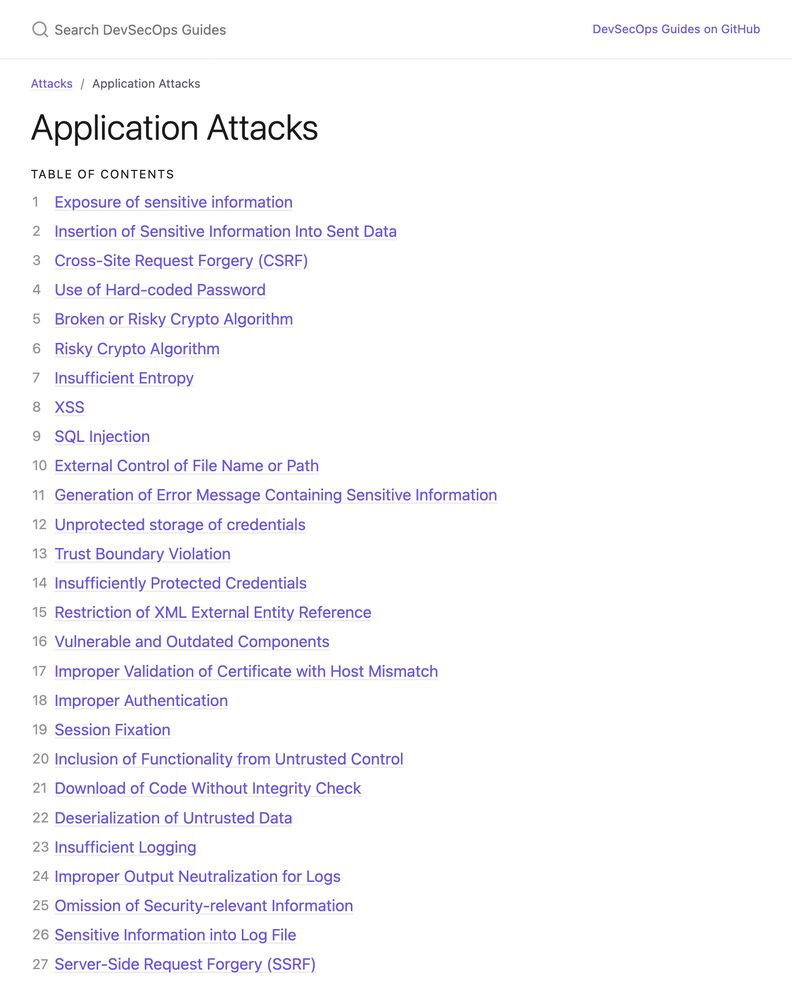 Search DevSecOps Guides
DevSecOps Guides on GitHub
Attacks / Application Attacks
Application Attacks
TABLE OF CONTENTS
1 Exposure of sensitive information
2 Insertion of Sensitive Information Into Sent Data
3 Cross-Site Request Forgery (CSRF)
4 Use of Hard-coded Password
5 Broken or Risky Crypto Algorithm
6 Risky Crypto Algorithm
7 Insufficient Entropy
8 XSS
9 SQL Injection
10 External Control of File Name or Path
11 Generation of Error Message Containing Sensitive Information
12 Unprotected storage of credentials
13 Trust Boundary Violation
14 Insufficiently Protected Credentials
15 Restriction of XML External Entity Reference
16 Vulnerable and Outdated Components
17 Improper Validation of Certificate with Host Mismatch
18 Improper Authentication
19 Session Fixation
20 Inclusion of Functionality from Untrusted Control
21 Download of Code Without Integrity Check
22 Deserialization of Untrusted Data
23 Insufficient Logging
24 Improper Output Neutralization for Logs
25 Omission of Security-relevant Information
26 Sensitive Information into Log File
27 Server-Side Request Forgery (SSRF)